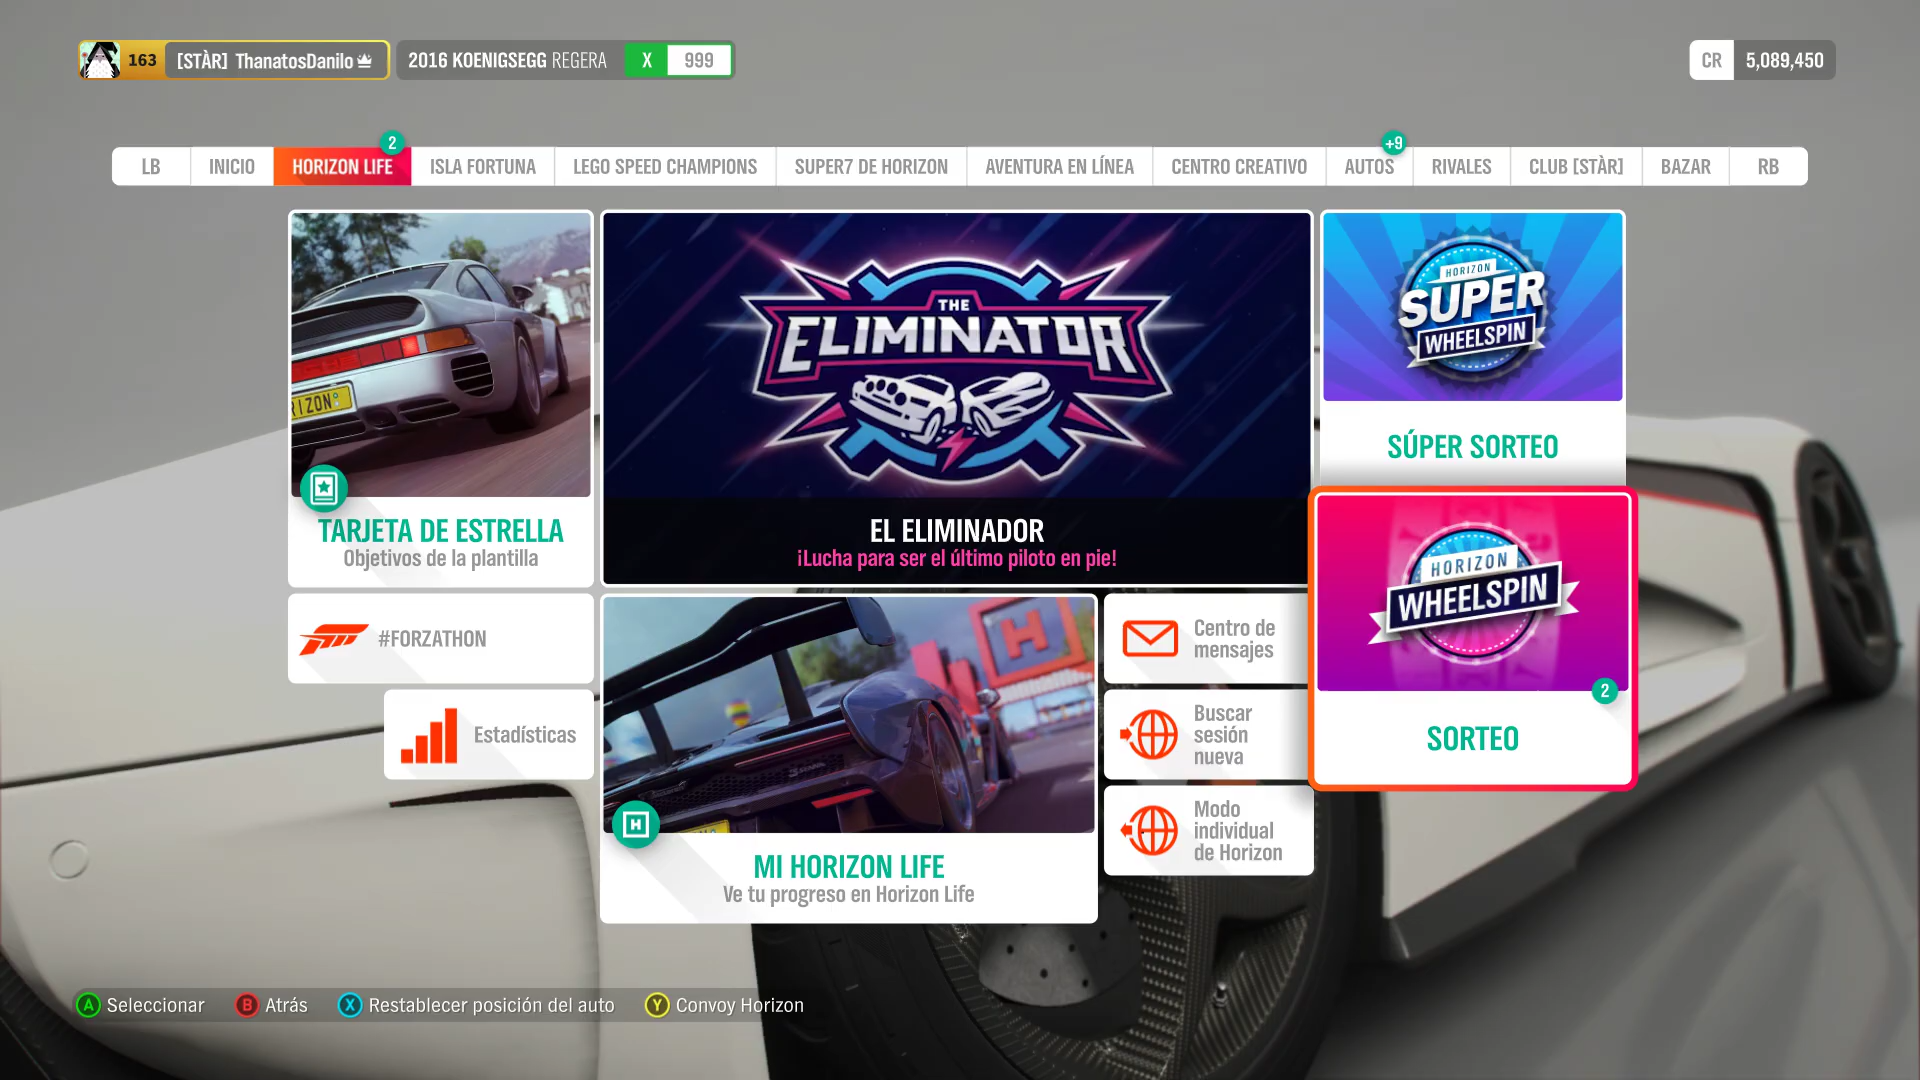 163 [STÀR] ThanatosDanilo
2016 KOENIGSEGG REGERA X 999
CR 5,089,450
2
+9
LB INICIO HORIZON LIFE ISLA FORTUNA LEGO SPEED CHAMPIONS SUPER7 DE HORIZON AVENTURA EN LÍNEA CENTRO CREATIVO AUTOS RIVALES CLUB [STÀR] BAZAR RB
RIZON
TARJETA DE ESTRELLA
Objetivos de la plantilla
THE
ELIMINATOR
EL ELIMINADOR
¡Lucha para ser el último piloto en pie!
HORIZON
SUPER
WHEELSPIN
SÚPER SORTEO
HORIZON
WHEELSPIN
2
SORTEO
#FORZATHON
Estadísticas
H
H
MI HORIZON LIFE
Ve tu progreso en Horizon Life
Centro de
mensajes
Buscar
sesión
nueva
Modo
individual
de Horizon
A Seleccionar B Atrás X Restablecer posición del auto Y Convoy Horizon